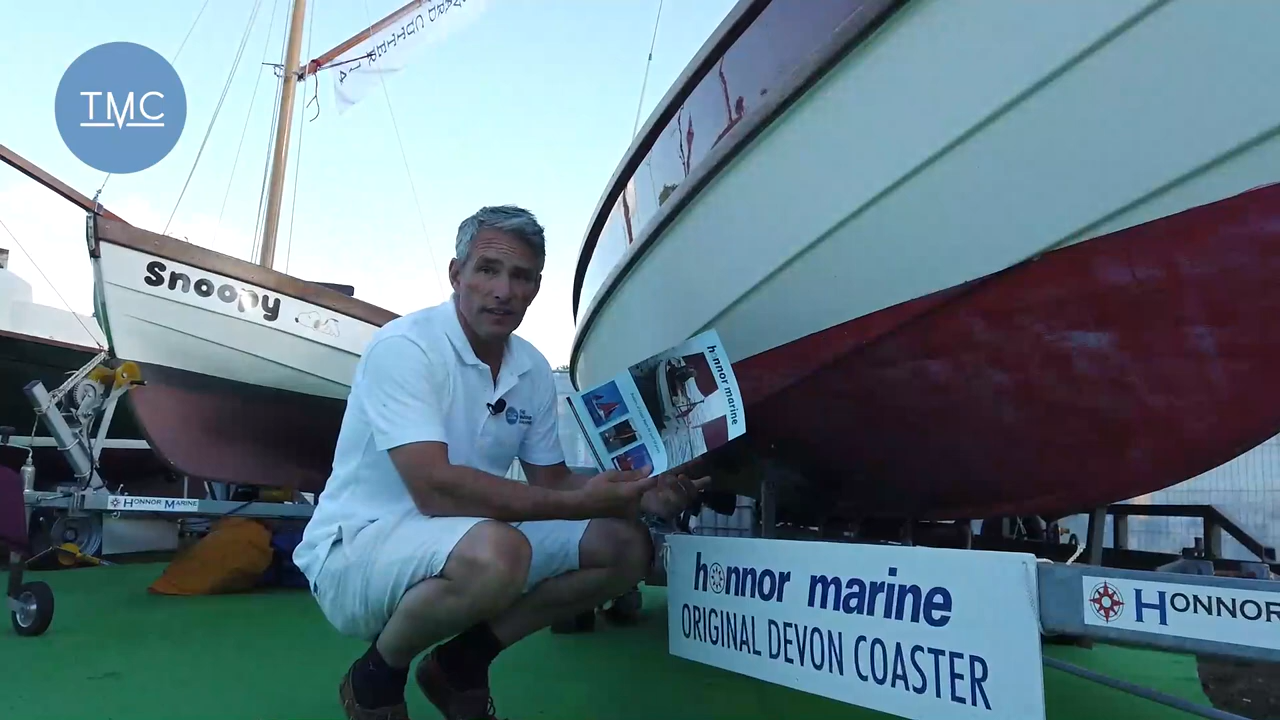 TMC
Snoopy
honnor marine
HONNOR MARINE
honnor marine
ORIGINAL DEVON COASTER
HONNOR